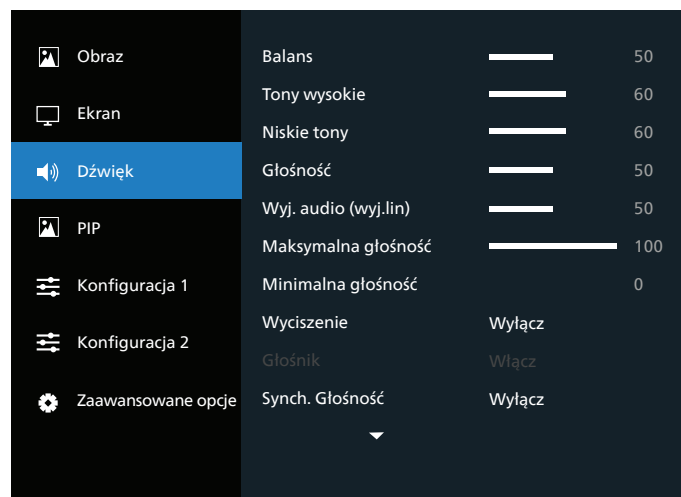 Obraz
Ekran
Dźwięk
PIP
Konfiguracja 1
Konfiguracja 2
Zaawansowane opcje
Balans 50
Tony wysokie 60
Niskie tony 60
Głośność 50
Wyj. audio (wyj.lin) 50
Maksymalna głośność 100
Minimalna głośność 0
Wyciszenie Wyłącz
Głośnik Włącz
Synch. Głośność Wyłącz